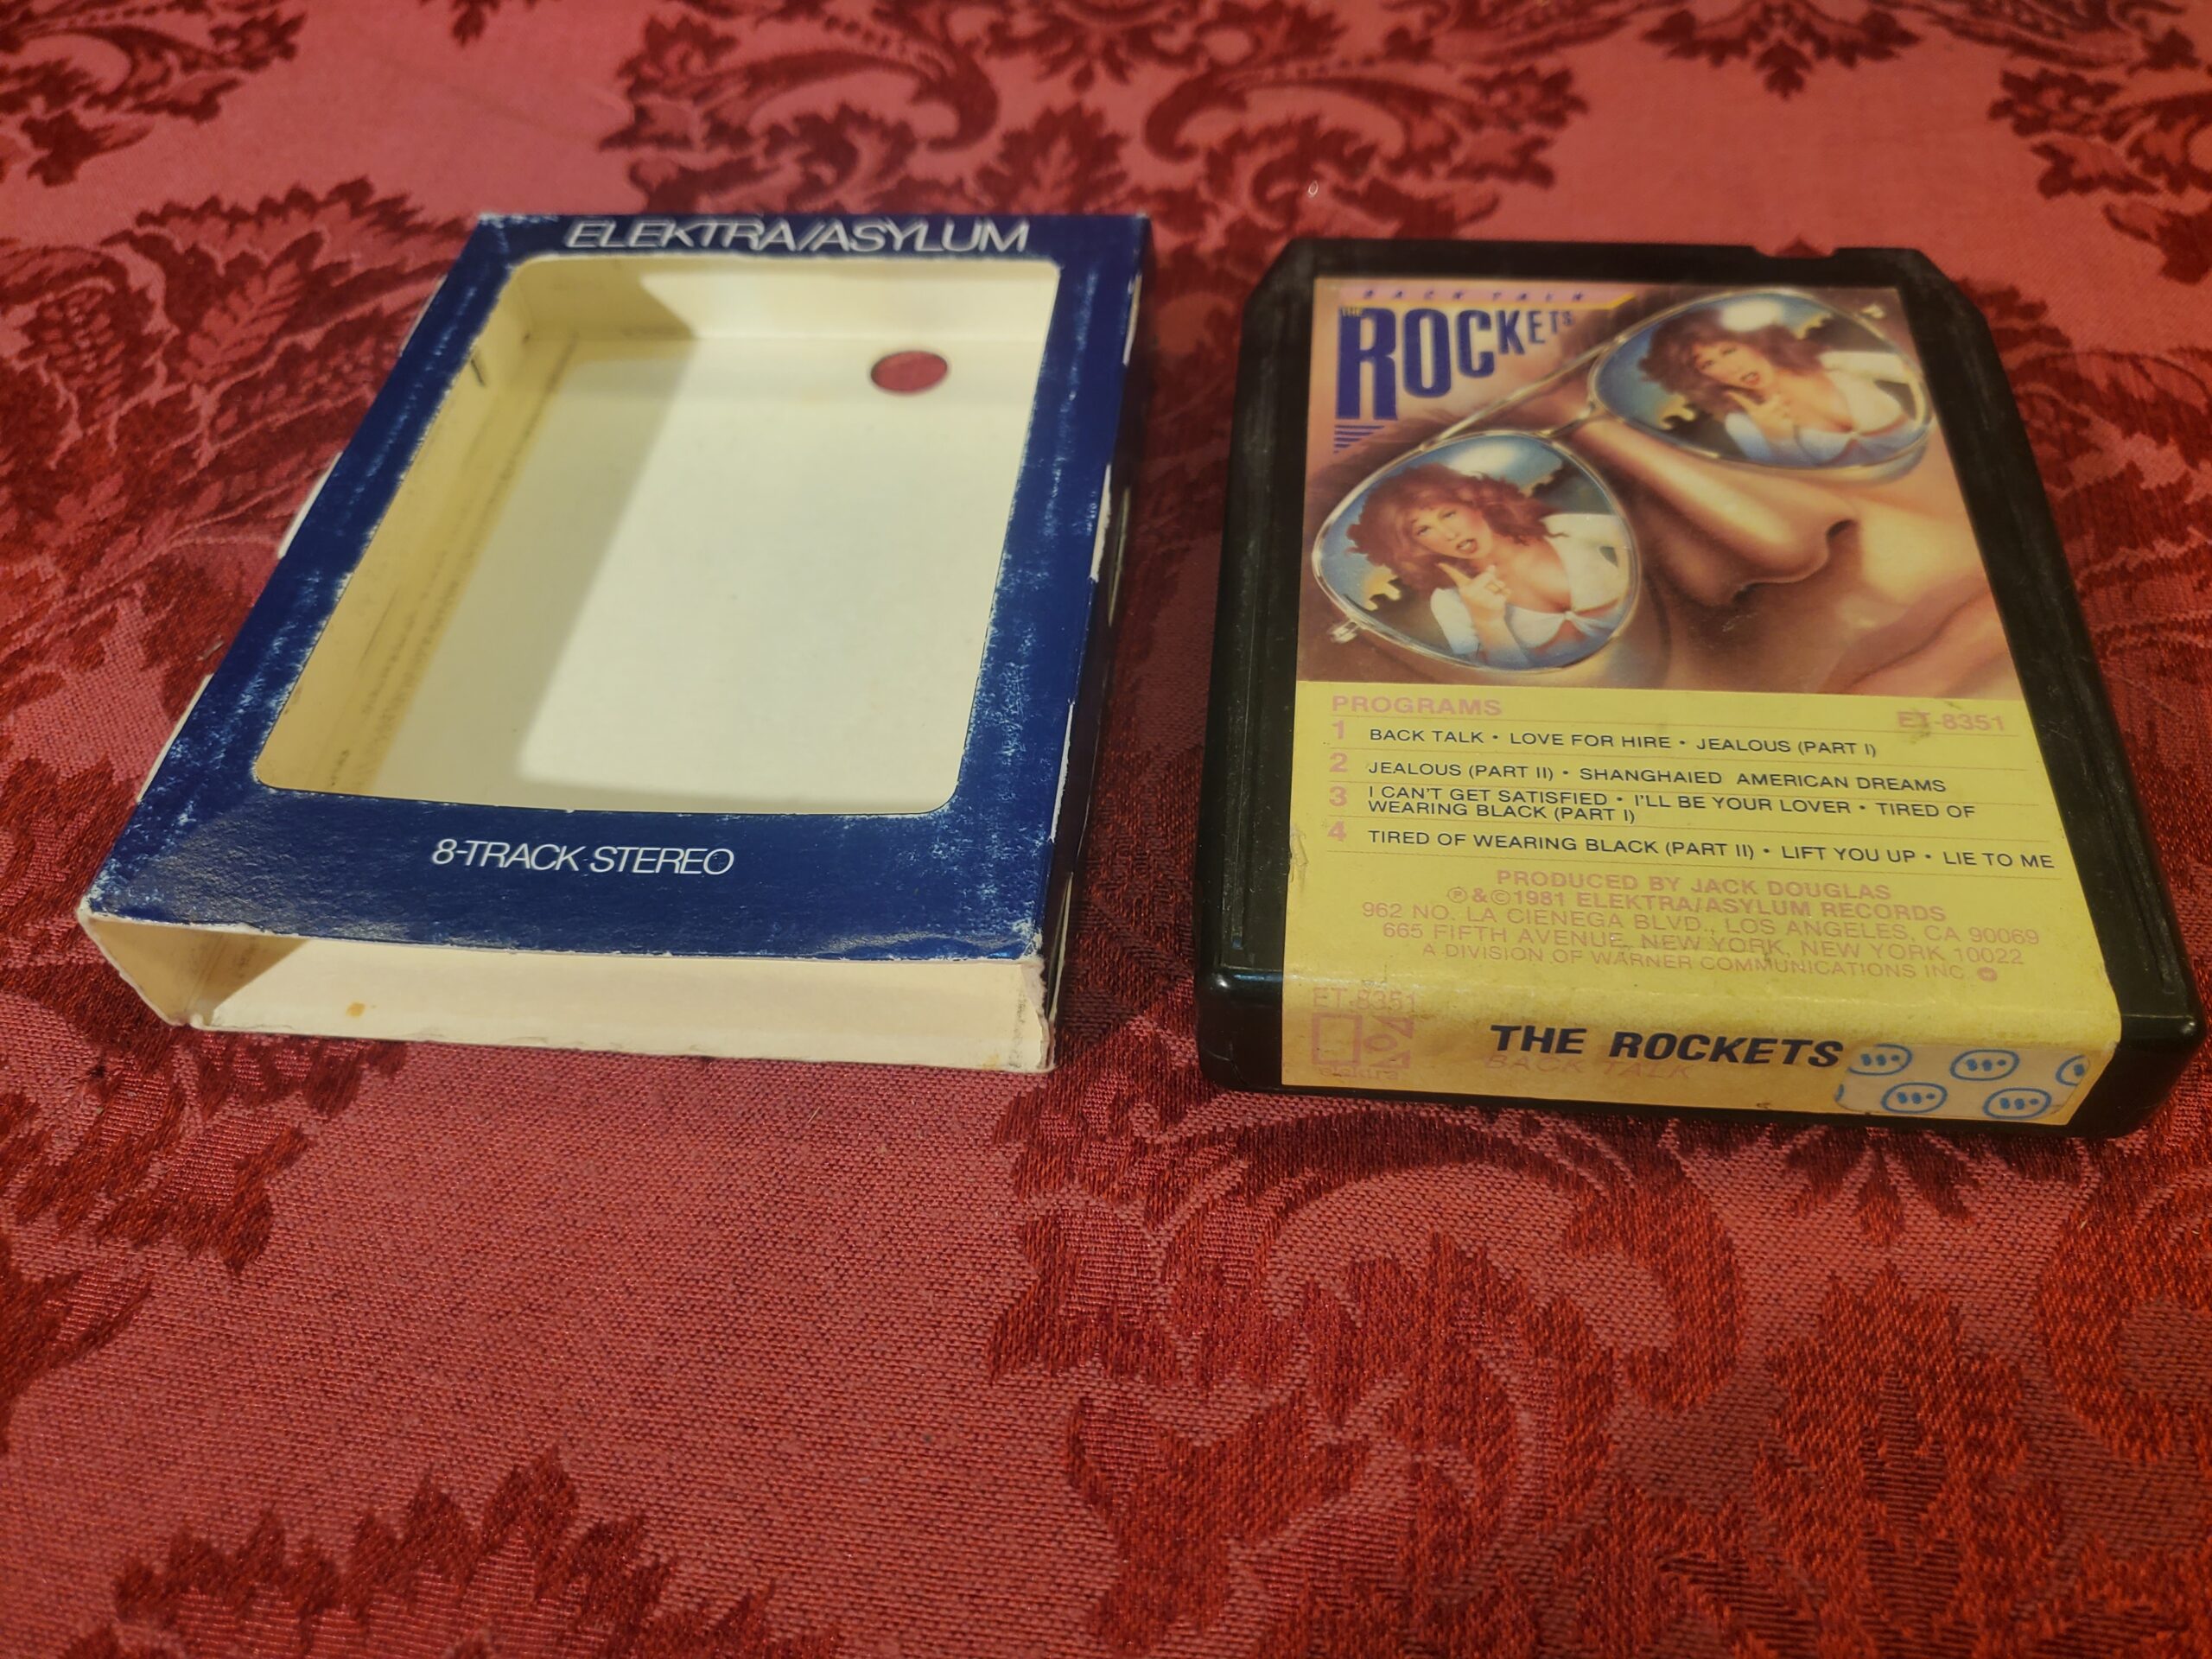 ELEKTRA/ASYLUM
8-TRACK STEREO
BACK TALK
THE
ROCKETS
PROGRAMS ET-8351
1 BACK TALK • LOVE FOR HIRE • JEALOUS (PART I)
2 JEALOUS (PART II) • SHANGHAIED AMERICAN DREAMS
3 I CAN'T GET SATISFIED • I'LL BE YOUR LOVER • TIRED OF
WEARING BLACK (PART I)
4 TIRED OF WEARING BLACK (PART II) • LIFT YOU UP • LIE TO ME
PRODUCED BY JACK DOUGLAS
℗&©1981 ELEKTRA/ASYLUM RECORDS
962 NO. LA CIENEGA BLVD., LOS ANGELES, CA 90069
665 FIFTH AVENUE, NEW YORK, NEW YORK 10022
A DIVISION OF WARNER COMMUNICATIONS INC
ET-8351
elektra
THE ROCKETS
BACK TALK